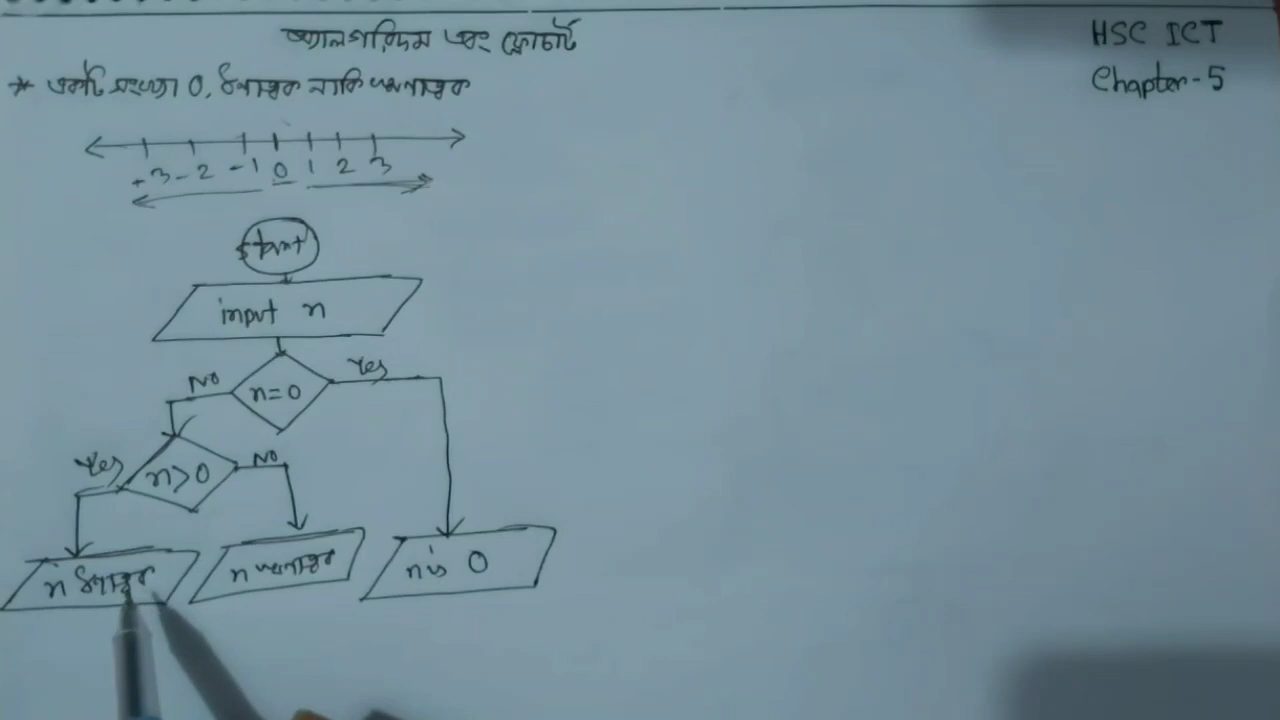 অ্যালগরিদম এবং ফ্লোচার্ট
HSC ICT
Chapter-5
* একটি সংখ্যা 0, ধনাত্মক নাকি ঋণাত্মক
-3 -2 -1 0 1 2 3
start
input n
No
n=0
Yes
Yes
n>0
No
n ধনাত্মক
n ঋণাত্মক
n is 0